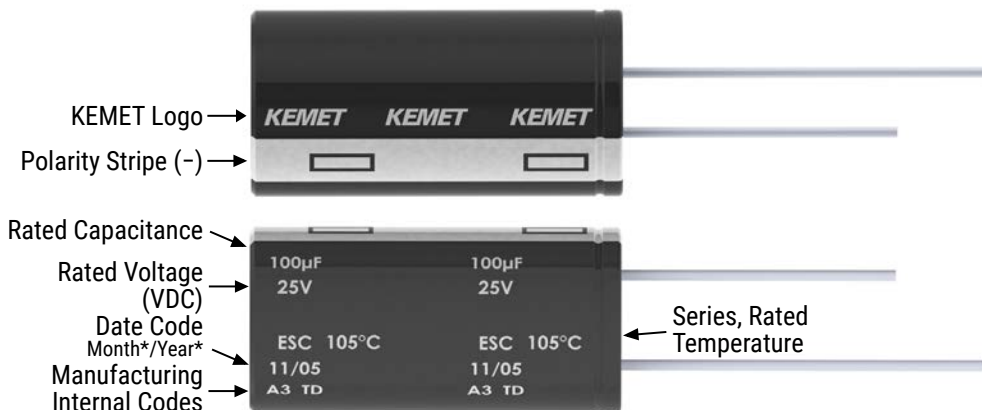 KEMET Logo
KEMET KEMET KEMET
Polarity Stripe (-)
Rated Capacitance
Rated Voltage
(VDC)
Date Code
Month*/Year*
Manufacturing
Internal Codes
100µF 100µF
25V 25V
ESC 105°C ESC 105°C
11/05 11/05
A3 TD A3 TD
Series, Rated
Temperature